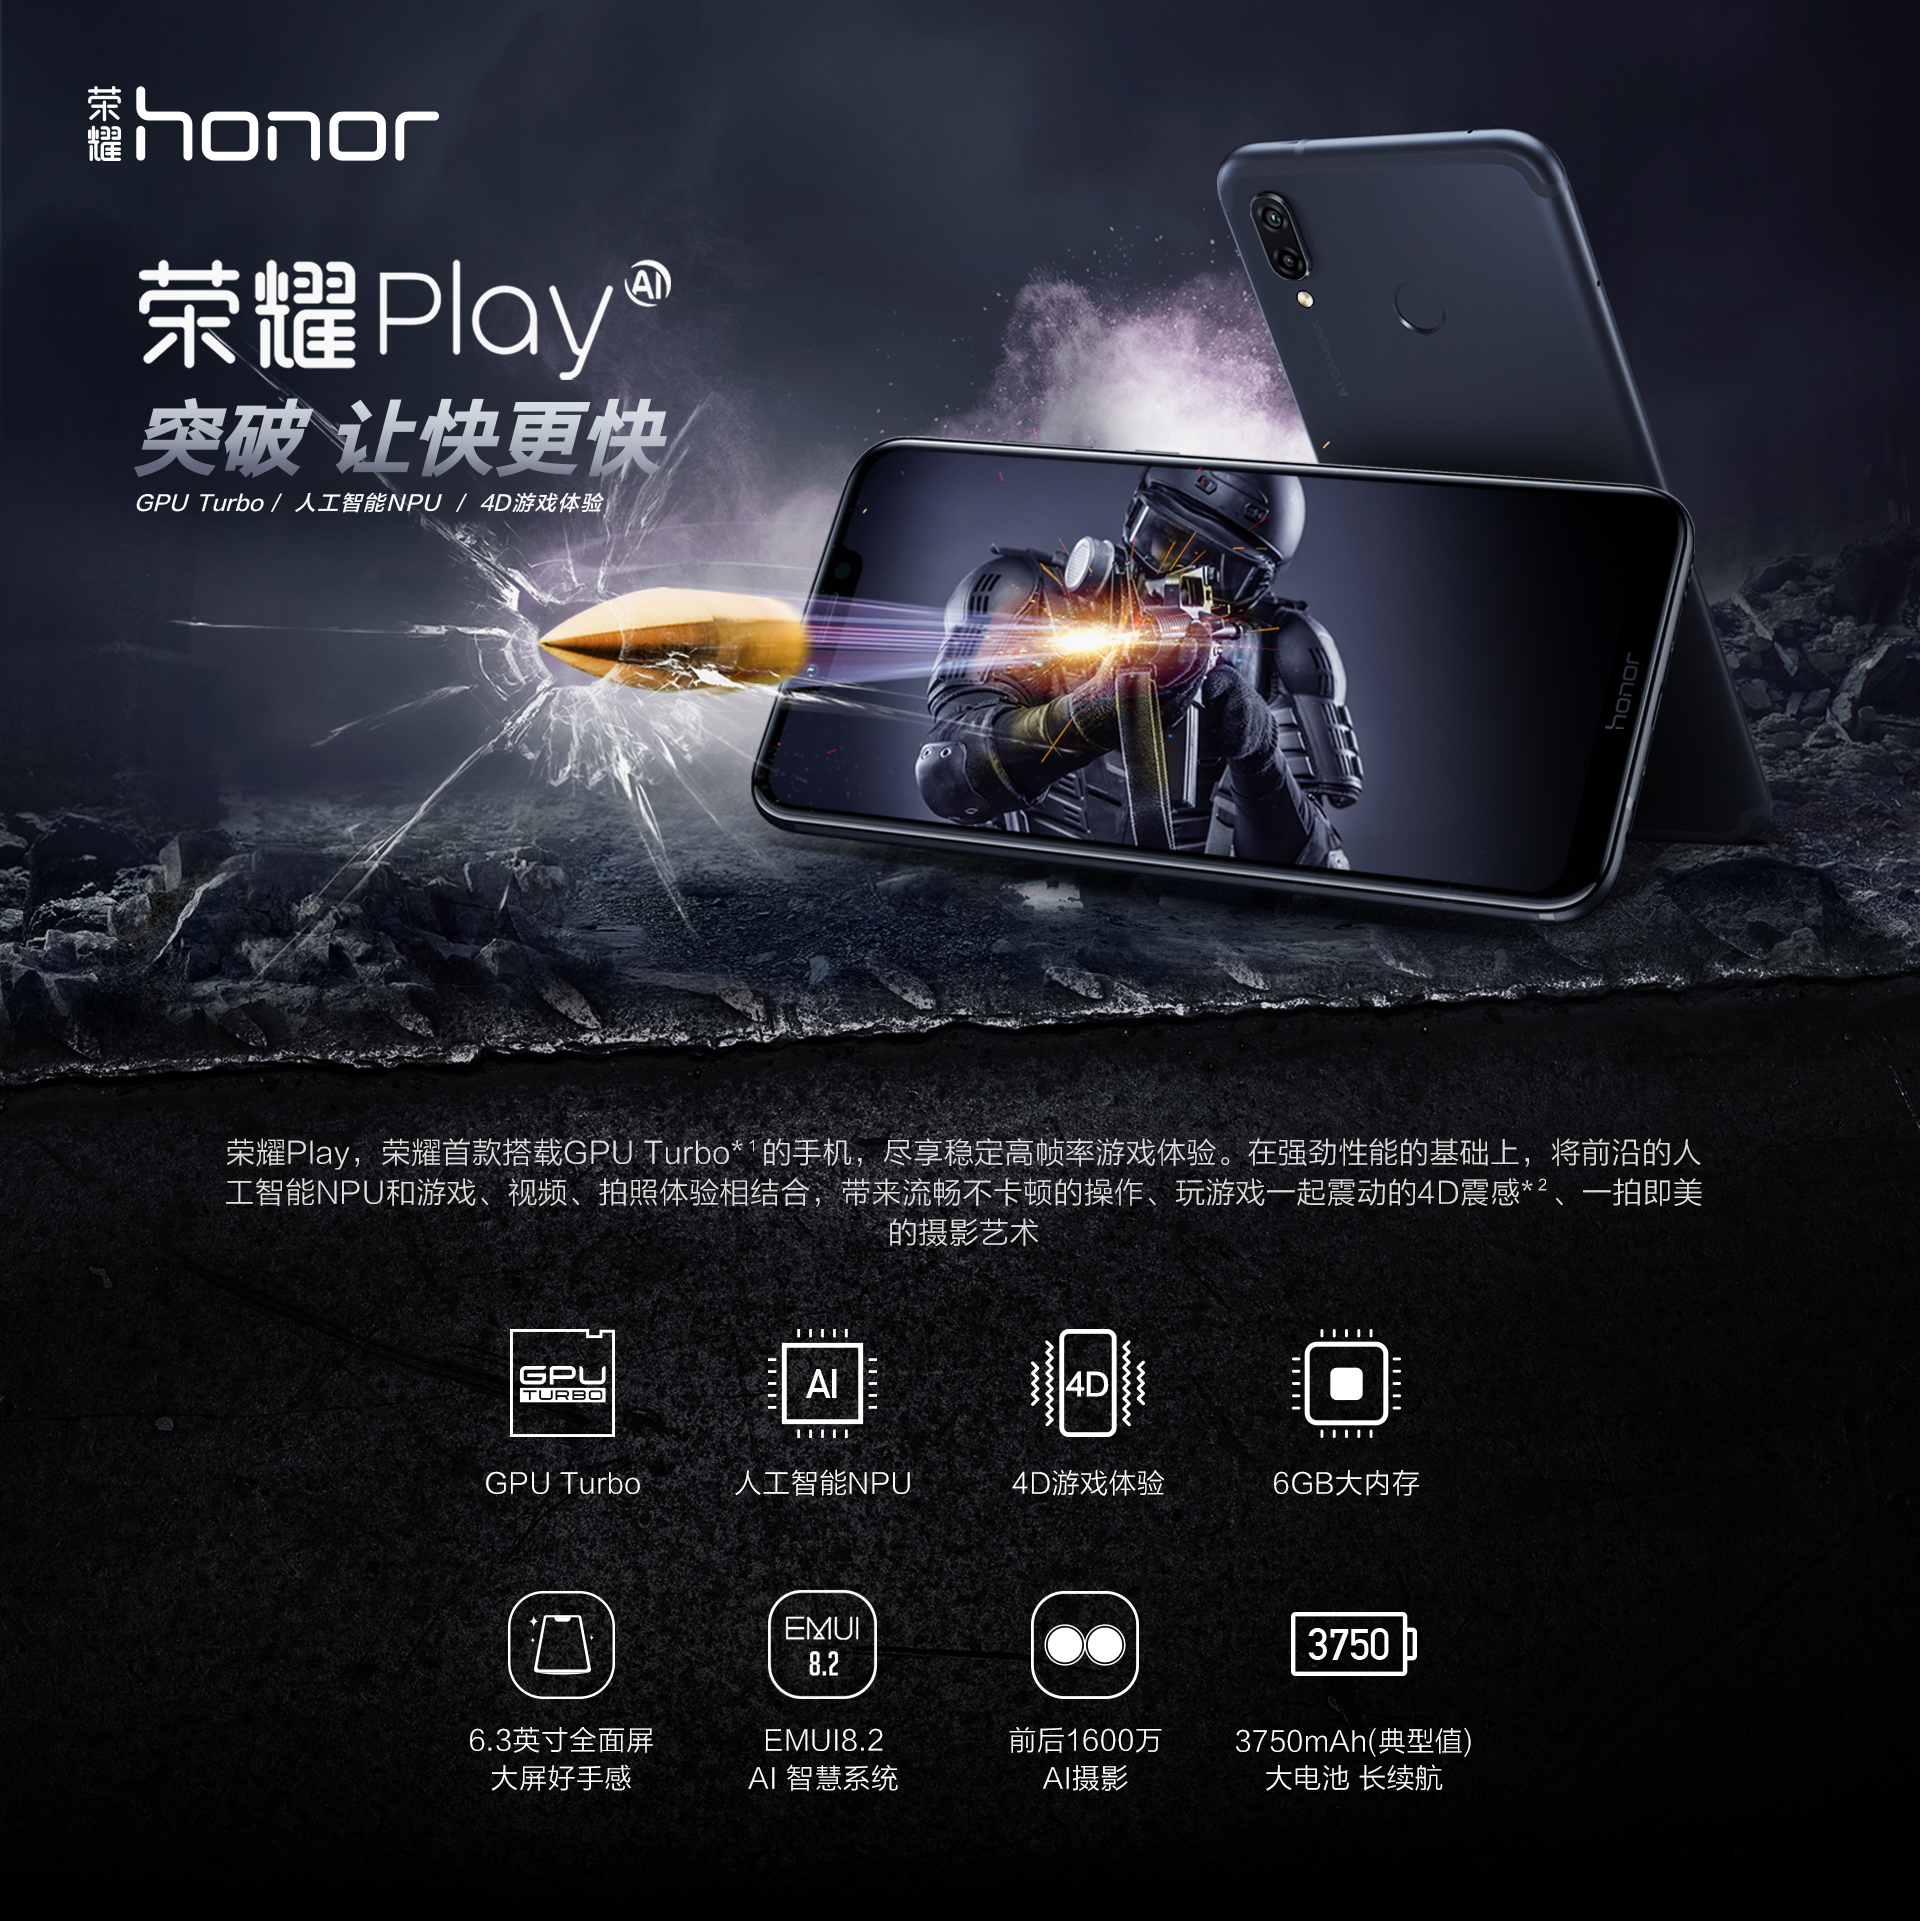 荣耀 honor
荣耀Play AI
突破 让快更快
GPU Turbo / 人工智能NPU / 4D游戏体验
AI CAMERA
honor
荣耀Play，荣耀首款搭载GPU Turbo*¹的手机，尽享稳定高帧率游戏体验。在强劲性能的基础上，将前沿的人
工智能NPU和游戏、视频、拍照体验相结合，带来流畅不卡顿的操作、玩游戏一起震动的4D震感*²、一拍即美
的摄影艺术
GPU TURBO
AI
4D
GPU Turbo
人工智能NPU
4D游戏体验
6GB大内存
EMUI 8.2
3750
6.3英寸全面屏
大屏好手感
EMUI8.2
AI 智慧系统
前后1600万
AI摄影
3750mAh(典型值)
大电池 长续航